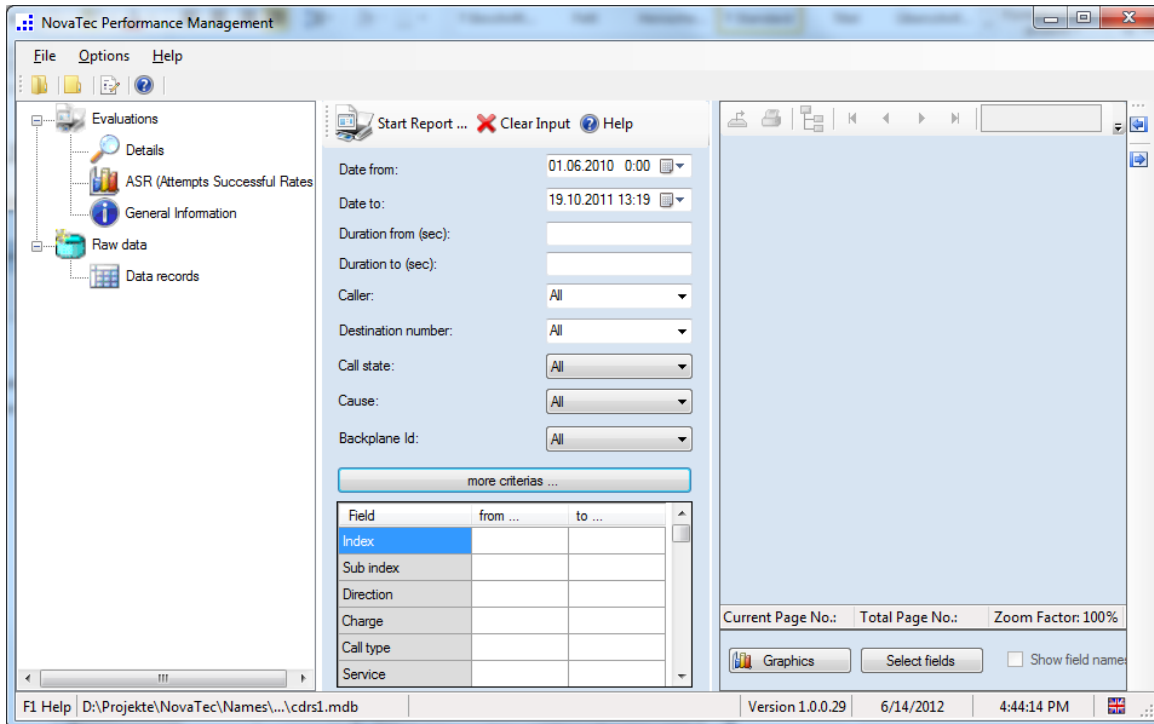 NovaTec Performance Management
File Options Help
Evaluations
Details
ASR (Attempts Successful Rates
General Information
Raw data
Data records
Start Report ... Clear Input Help
Date from: 01.06.2010 0:00
Date to: 19.10.2011 13:19
Duration from (sec):
Duration to (sec):
Caller: All
Destination number: All
Call state: All
Cause: All
Backplane Id: All
more criterias ...
Field from ... to ...
Index
Sub index
Direction
Charge
Call type
Service
Current Page No.: Total Page No.: Zoom Factor: 100%
Graphics Select fields Show field name
F1 Help D:\Projekte\NovaTec\Names\...\cdrs1.mdb Version 1.0.0.29 6/14/2012 4:44:14 PM